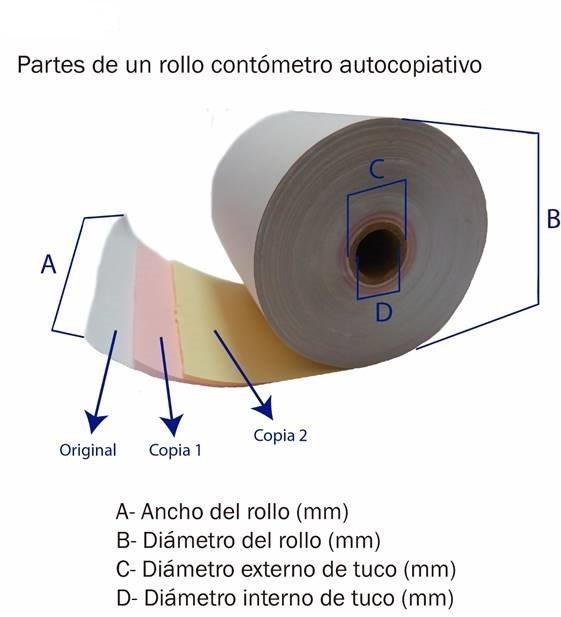 Partes de un rollo contómetro autocopiativo
C
B
A
D
Original
Copia 1
Copia 2
A- Ancho del rollo (mm)
B- Diámetro del rollo (mm)
C- Diámetro externo de tuco (mm)
D- Diámetro interno de tuco (mm)